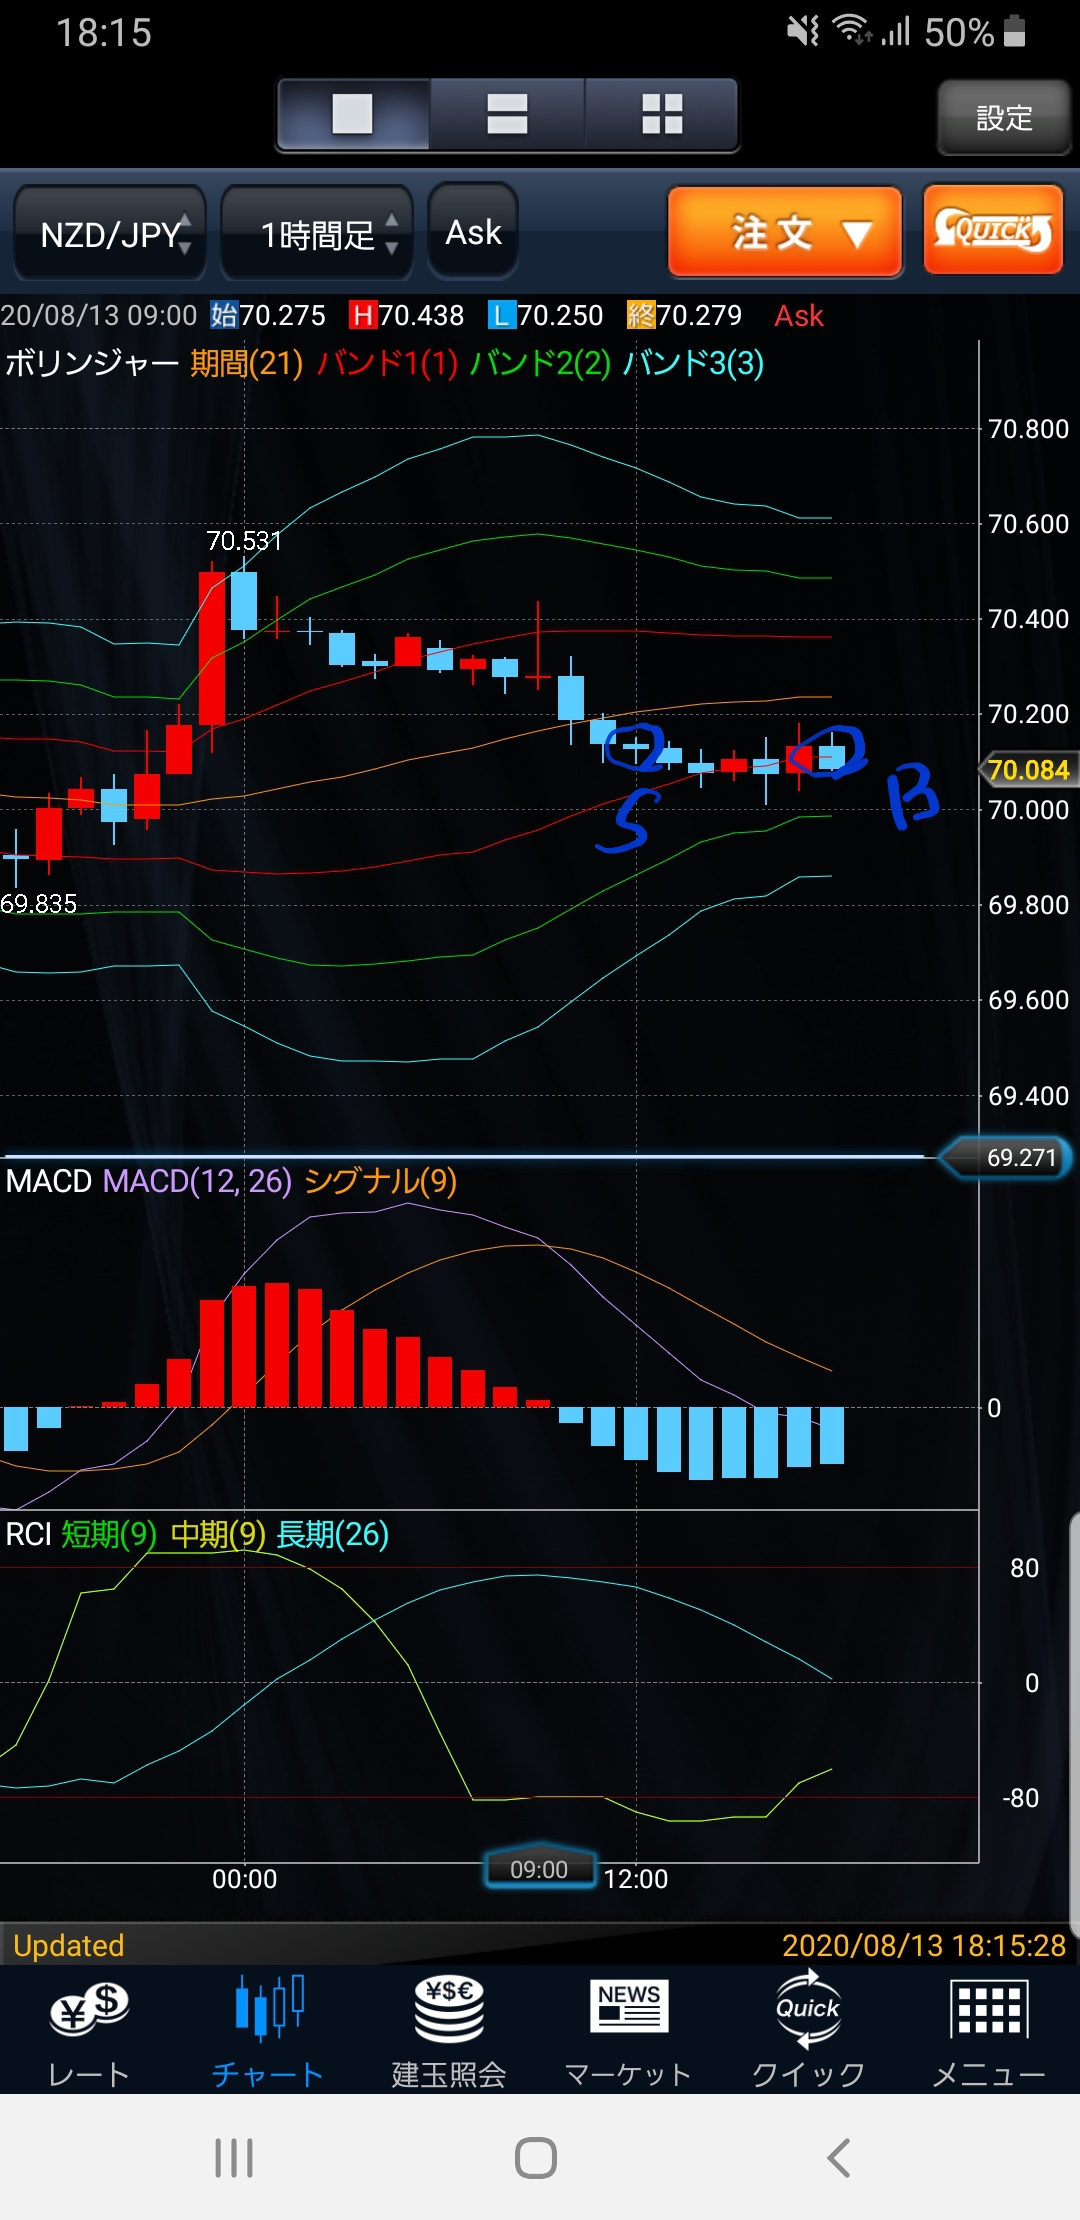 18:15 50%
設定
NZD/JPY 1時間足 Ask 注文 ▼ QUICK
20/08/13 09:00 始70.275 H70.438 L70.250 終70.279 Ask
ボリンジャー 期間(21) バンド1(1) バンド2(2) バンド3(3)
70.800
70.600
70.531
70.400
70.200
70.084
70.000
S
B
69.835
69.800
69.600
69.400
69.271
MACD MACD(12, 26) シグナル(9)
0
RCI 短期(9) 中期(9) 長期(26)
80
0
-80
00:00 09:00 12:00
Updated 2020/08/13 18:15:28
¥$ ¥$€ NEWS Quick
レート チャート 建玉照会 マーケット クイック メニュー